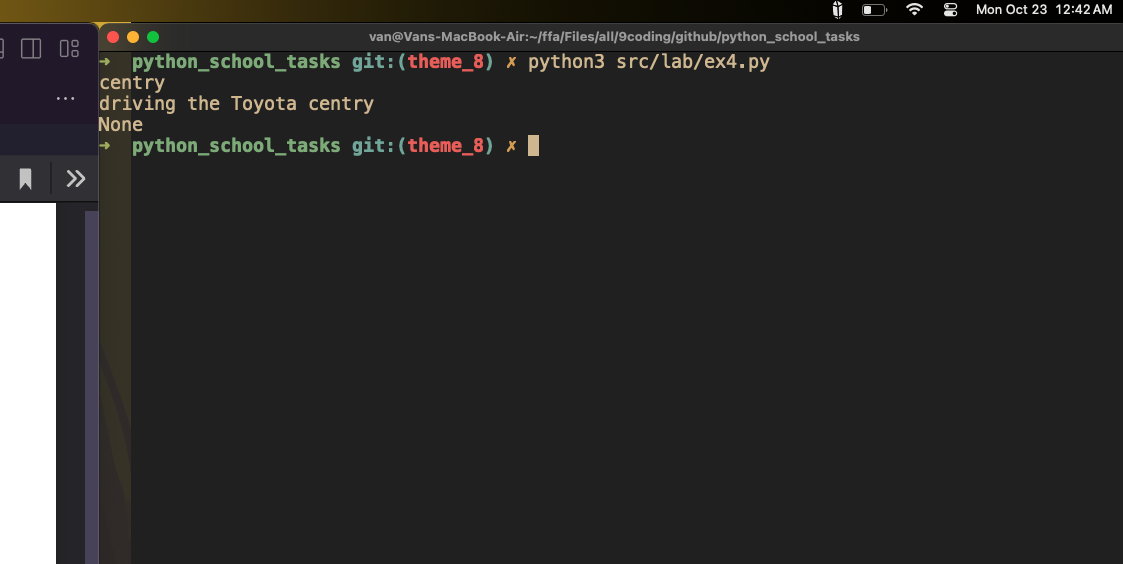 Mon Oct 23 12:42 AM
van@Vans-MacBook-Air:~/ffa/Files/all/9coding/github/python_school_tasks
➜ python_school_tasks git:(theme_8) ✗ python3 src/lab/ex4.py
centry
driving the Toyota centry
None
➜ python_school_tasks git:(theme_8) ✗